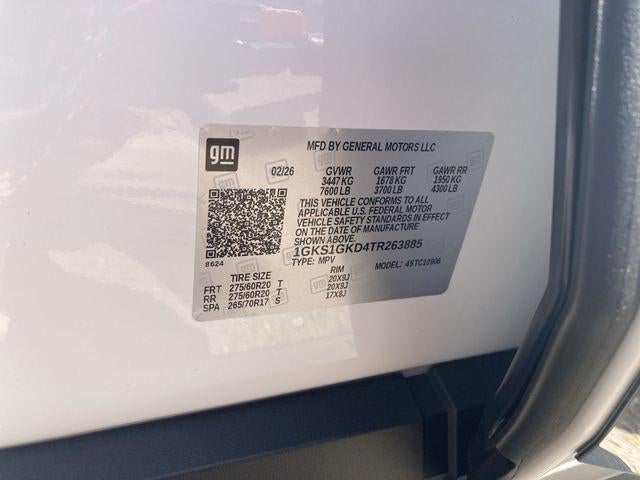 gm
MFD BY GENERAL MOTORS LLC
02/26 GVWR GAWR FRT GAWR RR
3447 KG 1678 KG 1950 KG
7600 LB 3700 LB 4300 LB
THIS VEHICLE CONFORMS TO ALL
APPLICABLE U.S. FEDERAL MOTOR
VEHICLE SAFETY STANDARDS IN EFFECT
ON THE DATE OF MANUFACTURE
SHOWN ABOVE.
1GKS1GKD4TR263885
8624
TYPE: MPV MODEL: 4STC10906
TIRE SIZE RIM
FRT 275/60R20 T 20X9J
RR 275/60R20 T 20X9J
SPA 265/70R17 S 17X8J